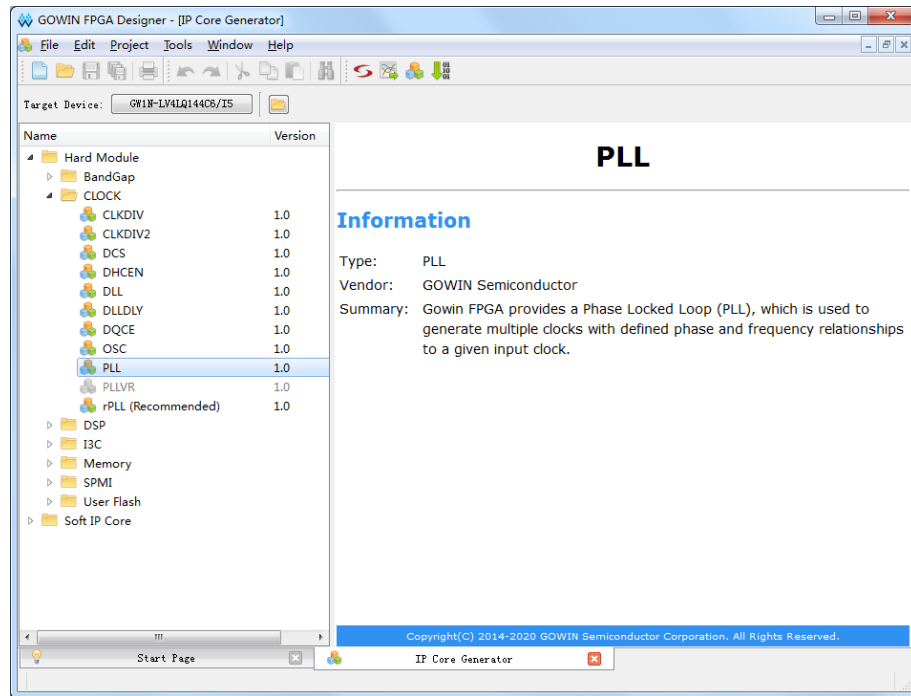 GOWIN FPGA Designer - [IP Core Generator]
File Edit Project Tools Window Help
Target Device: GW1N-LV4LQ144C6/I5
Name Version
Hard Module
BandGap
CLOCK
CLKDIV 1.0
CLKDIV2 1.0
DCS 1.0
DHCEN 1.0
DLL 1.0
DLLDLY 1.0
DQCE 1.0
OSC 1.0
PLL 1.0
PLLVR 1.0
rPLL (Recommended) 1.0
DSP
I3C
Memory
SPMI
User Flash
Soft IP Core
PLL
Information
Type: PLL
Vendor: GOWIN Semiconductor
Summary: Gowin FPGA provides a Phase Locked Loop (PLL), which is used to
generate multiple clocks with defined phase and frequency relationships
to a given input clock.
Copyright(C) 2014-2020 GOWIN Semiconductor Corporation. All Rights Reserved.
Start Page IP Core Generator